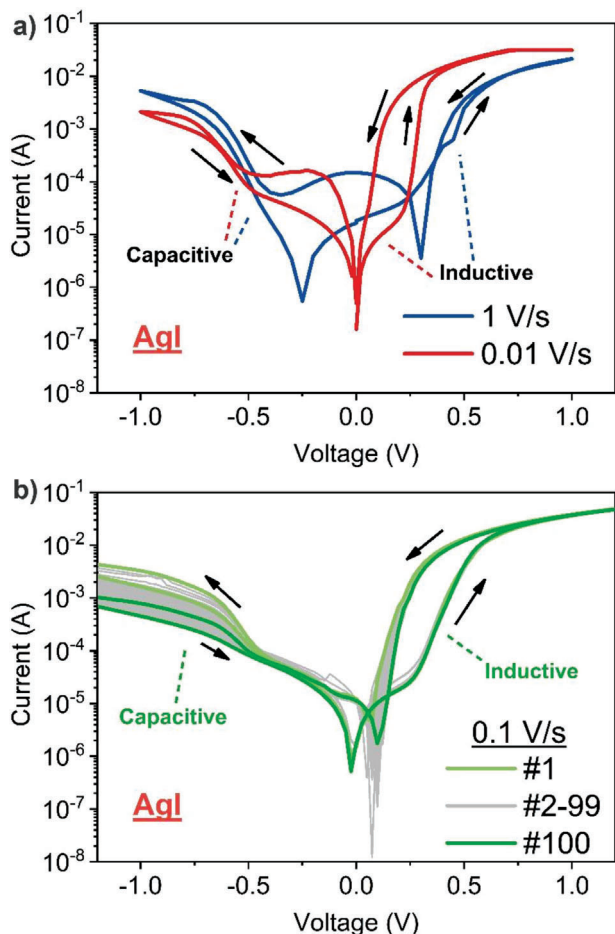 a)
10^-1
10^-2
10^-3
10^-4
10^-5
10^-6
10^-7
10^-8
Current (A)
Capacitive
Inductive
AgI
1 V/s
0.01 V/s
-1.0 -0.5 0.0 0.5 1.0
Voltage (V)
b)
10^-1
10^-2
10^-3
10^-4
10^-5
10^-6
10^-7
10^-8
Current (A)
Capacitive
Inductive
AgI
0.1 V/s
#1
#2-99
#100
-1.0 -0.5 0.0 0.5 1.0
Voltage (V)